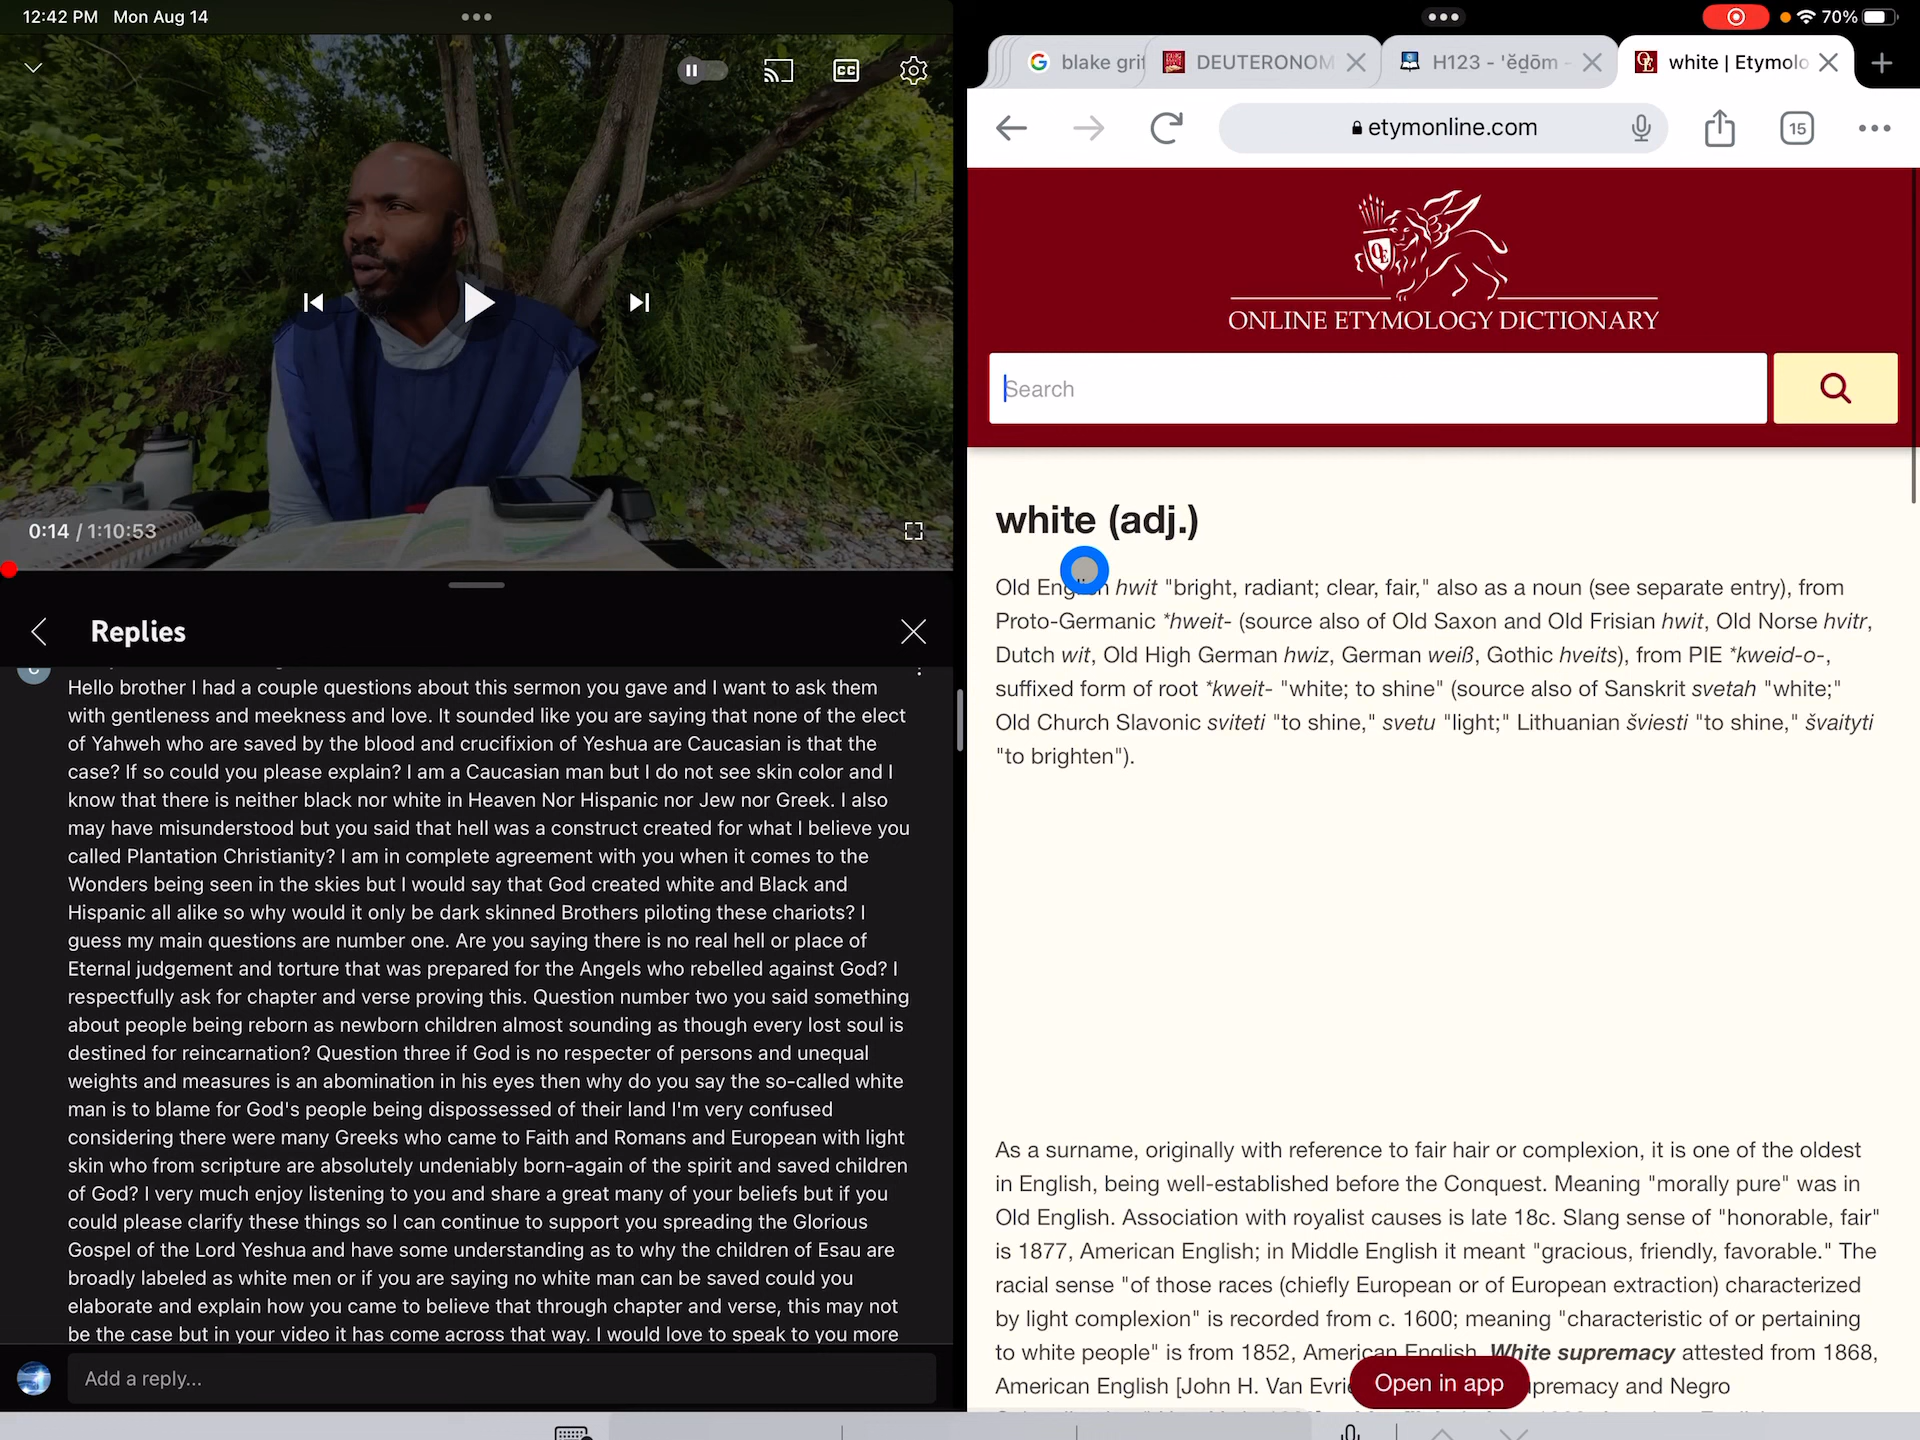 12:42 PM Mon Aug 14
70%
blake grif
DEUTERONOM
H123 - 'ĕḏōm -
white | Etymolo
etymonline.com
15
CC
0:14 / 1:10:53
Replies
Hello brother I had a couple questions about this sermon you gave and I want to ask them
with gentleness and meekness and love. It sounded like you are saying that none of the elect
of Yahweh who are saved by the blood and crucifixion of Yeshua are Caucasian is that the
case? If so could you please explain? I am a Caucasian man but I do not see skin color and I
know that there is neither black nor white in Heaven Nor Hispanic nor Jew nor Greek. I also
may have misunderstood but you said that hell was a construct created for what I believe you
called Plantation Christianity? I am in complete agreement with you when it comes to the
Wonders being seen in the skies but I would say that God created white and Black and
Hispanic all alike so why would it only be dark skinned Brothers piloting these chariots? I
guess my main questions are number one. Are you saying there is no real hell or place of
Eternal judgement and torture that was prepared for the Angels who rebelled against God? I
respectfully ask for chapter and verse proving this. Question number two you said something
about people being reborn as newborn children almost sounding as though every lost soul is
destined for reincarnation? Question three if God is no respecter of persons and unequal
weights and measures is an abomination in his eyes then why do you say the so-called white
man is to blame for God's people being dispossessed of their land I'm very confused
considering there were many Greeks who came to Faith and Romans and European with light
skin who from scripture are absolutely undeniably born-again of the spirit and saved children
of God? I very much enjoy listening to you and share a great many of your beliefs but if you
could please clarify these things so I can continue to support you spreading the Glorious
Gospel of the Lord Yeshua and have some understanding as to why the children of Esau are
broadly labeled as white men or if you are saying no white man can be saved could you
elaborate and explain how you came to believe that through chapter and verse, this may not
be the case but in your video it has come across that way. I would love to speak to you more
Add a reply...
OE
ONLINE ETYMOLOGY DICTIONARY
Search
white (adj.)
Old English hwit "bright, radiant; clear, fair," also as a noun (see separate entry), from
Proto-Germanic *hweit- (source also of Old Saxon and Old Frisian hwit, Old Norse hvitr,
Dutch wit, Old High German hwiz, German weiß, Gothic hveits), from PIE *kweid-o-,
suffixed form of root *kweit- "white; to shine" (source also of Sanskrit svetah "white;"
Old Church Slavonic sviteti "to shine," svetu "light;" Lithuanian šviesti "to shine," švaityti
"to brighten").
As a surname, originally with reference to fair hair or complexion, it is one of the oldest
in English, being well-established before the Conquest. Meaning "morally pure" was in
Old English. Association with royalist causes is late 18c. Slang sense of "honorable, fair"
is 1877, American English; in Middle English it meant "gracious, friendly, favorable." The
racial sense "of those races (chiefly European or of European extraction) characterized
by light complexion" is recorded from c. 1600; meaning "characteristic of or pertaining
to white people" is from 1852, American English. White supremacy attested from 1868,
American English [John H. Van Evrie premacy and Negro
Open in app